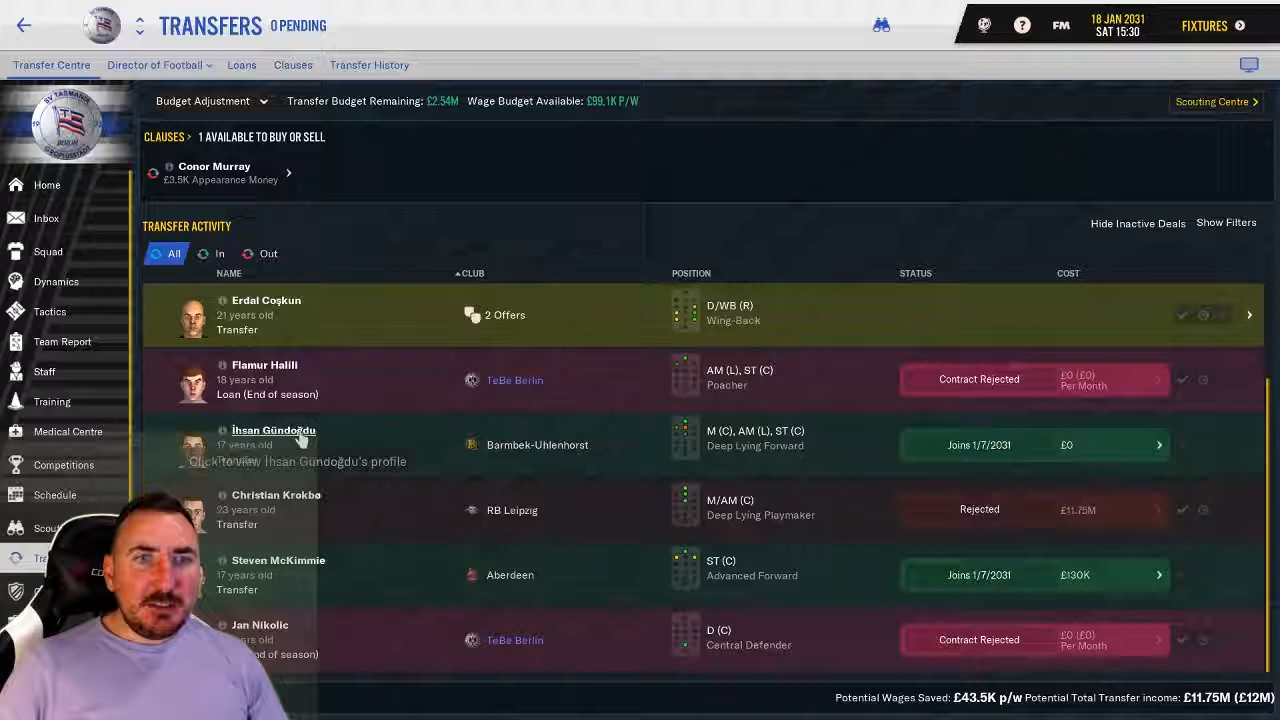 TRANSFERS 0 PENDING
18 JAN 2031
SAT 15:30
FM
FIXTURES
Transfer Centre Director of Football Loans Clauses Transfer History
SV TASMANIA
BERLIN
Budget Adjustment Transfer Budget Remaining: £2.54M Wage Budget Available: £99.1K P/W
Scouting Centre
CLAUSES 1 AVAILABLE TO BUY OR SELL
Conor Murray
£3.5K Appearance Money
Home
Inbox
Squad
Dynamics
Tactics
Team Report
Staff
Training
Medical Centre
Competitions
Schedule
TRANSFER ACTIVITY
Hide Inactive Deals Show Filters
All In Out
NAME CLUB POSITION STATUS COST
Erdal Coşkun
21 years old
Transfer
2 Offers
D/WB (R)
Wing-Back
Flamur Halili
18 years old
Loan (End of season)
TeBe Berlin
AM (L), ST (C)
Poacher
Contract Rejected
£0 (£0)
Per Month
İhsan Gündoğdu
17 years old
Transfer
Click to view İhsan Gündoğdu's profile
Barmbek-Uhlenhorst
M (C), AM (L), ST (C)
Deep Lying Forward
Joins 1/7/2031
£0
Christian Krokbø
23 years old
Transfer
RB Leipzig
M/AM (C)
Deep Lying Playmaker
Rejected
£11.75M
Steven McKimmie
17 years old
Transfer
Aberdeen
ST (C)
Advanced Forward
Joins 1/7/2031
£130K
Jan Nikolic
years old
end of season)
TeBe Berlin
D (C)
Central Defender
Contract Rejected
£0 (£0)
Per Month
Potential Wages Saved: £43.5K p/w Potential Total Transfer income: £11.75M (£12M)